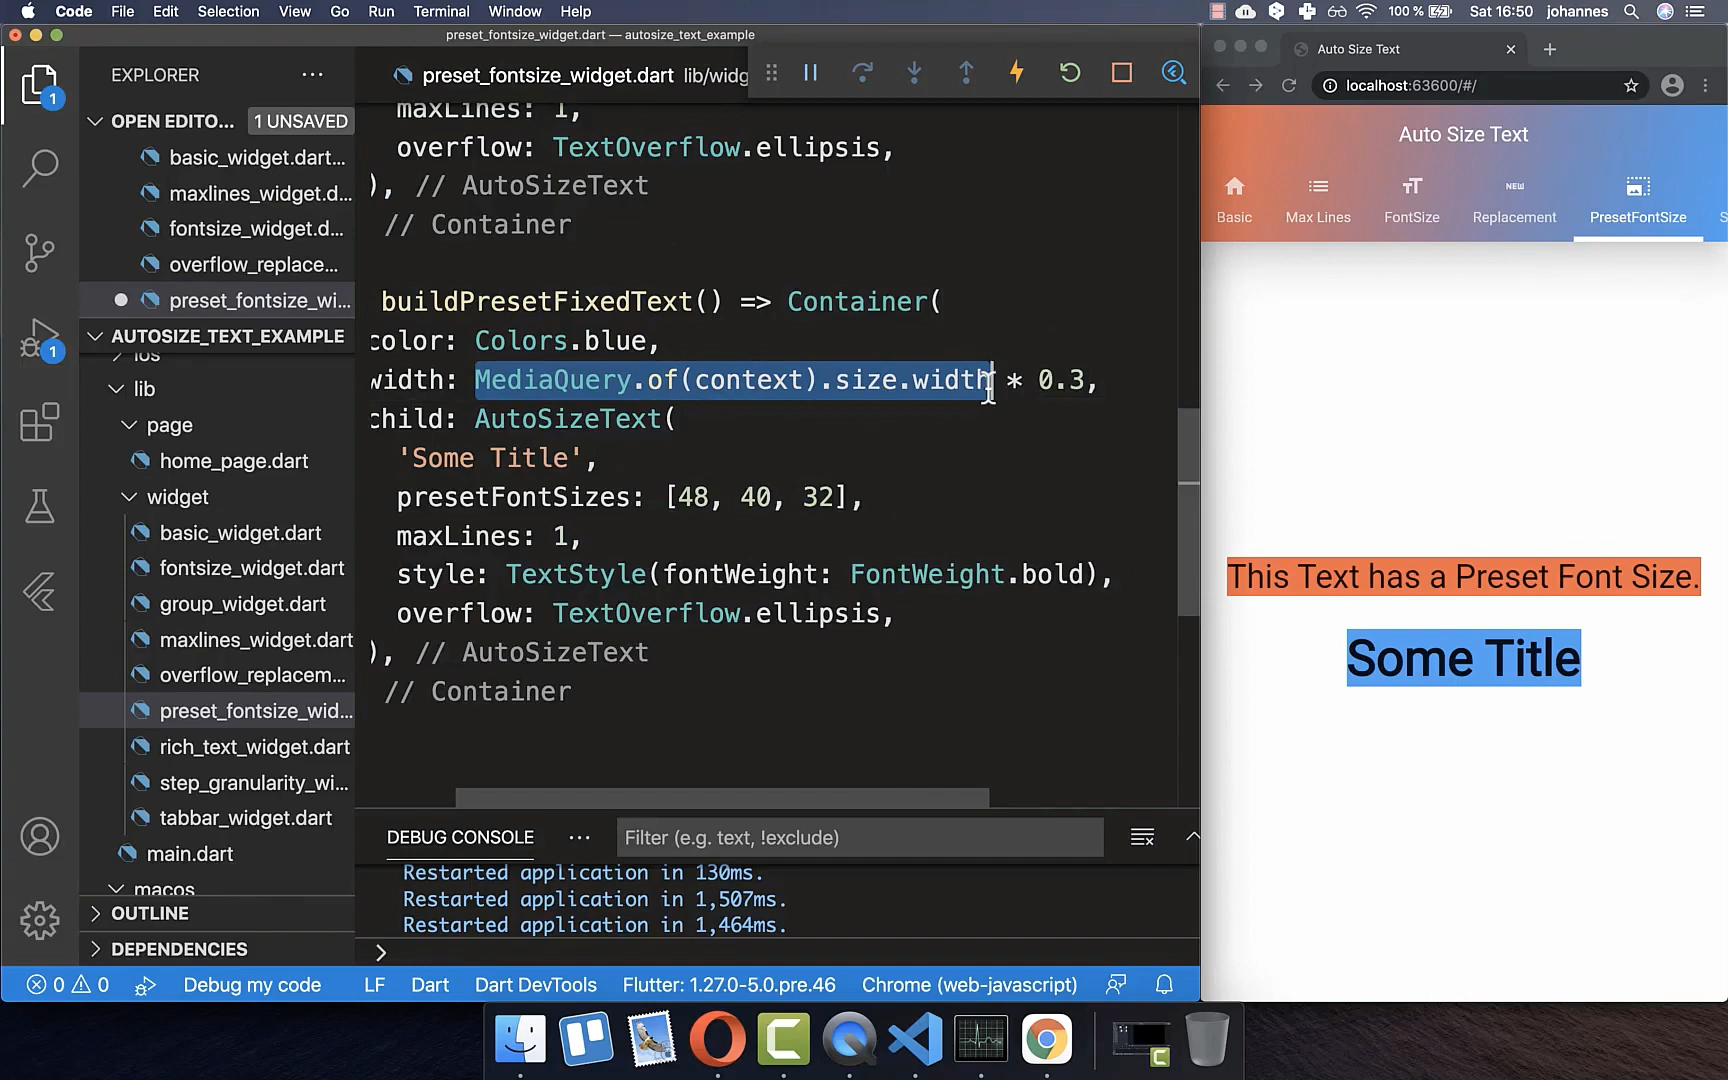 Code File Edit Selection View Go Run Terminal Window Help 100 % Sat 16:50 johannes
preset_fontsize_widget.dart — autosize_text_example
EXPLORER
OPEN EDITO... 1 UNSAVED
basic_widget.dart...
maxlines_widget.d...
fontsize_widget.d...
overflow_replace...
preset_fontsize_wi...
AUTOSIZE_TEXT_EXAMPLE
ios
lib
page
home_page.dart
widget
basic_widget.dart
fontsize_widget.dart
group_widget.dart
maxlines_widget.dart
overflow_replacem...
preset_fontsize_wid...
rich_text_widget.dart
step_granularity_wi...
tabbar_widget.dart
main.dart
macos
OUTLINE
DEPENDENCIES
1
1
preset_fontsize_widget.dart lib/widg
maxLines: 1,
overflow: TextOverflow.ellipsis,
), // AutoSizeText
// Container
buildPresetFixedText() => Container(
color: Colors.blue,
width: MediaQuery.of(context).size.width * 0.3,
child: AutoSizeText(
'Some Title',
presetFontSizes: [48, 40, 32],
maxLines: 1,
style: TextStyle(fontWeight: FontWeight.bold),
overflow: TextOverflow.ellipsis,
), // AutoSizeText
// Container
DEBUG CONSOLE ... Filter (e.g. text, !exclude)
Restarted application in 130ms.
Restarted application in 1,507ms.
Restarted application in 1,464ms.
>
0 0 Debug my code LF Dart Dart DevTools Flutter: 1.27.0-5.0.pre.46 Chrome (web-javascript)
Auto Size Text
localhost:63600/#/
Auto Size Text
NEW
Basic Max Lines FontSize Replacement PresetFontSize S
This Text has a Preset Font Size.
Some Title